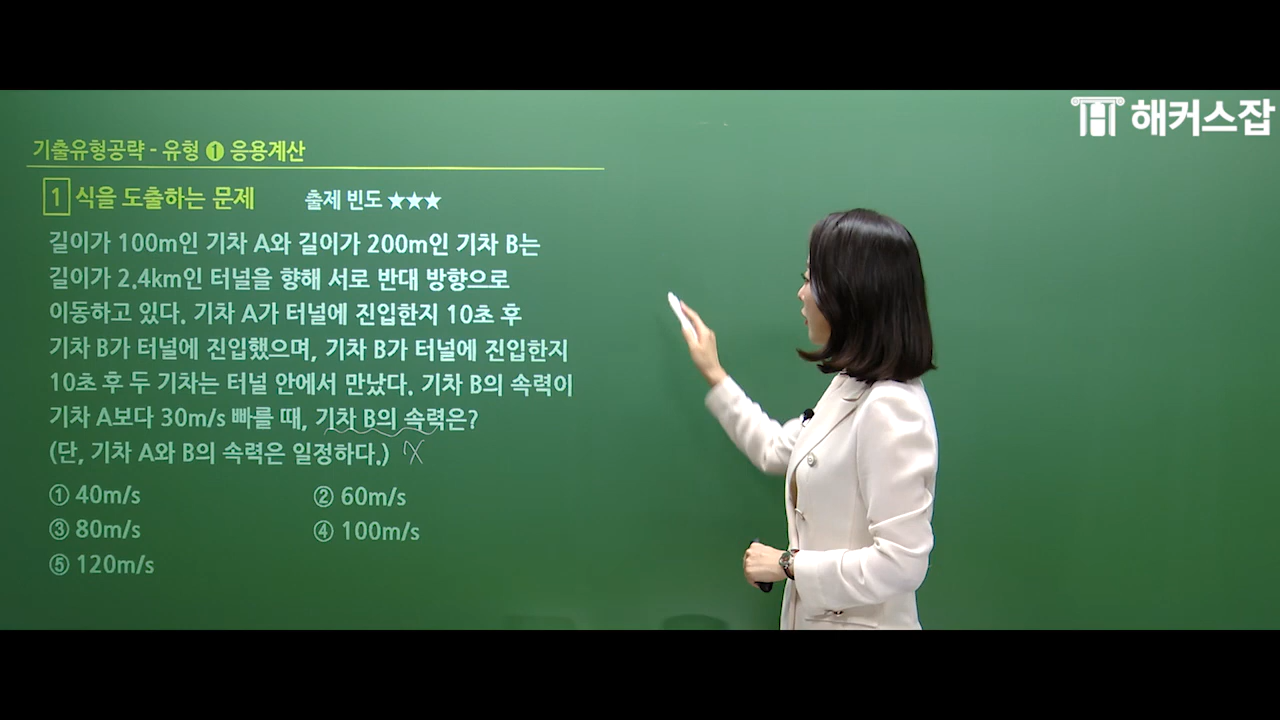 해커스잡
기출유형공략 - 유형 ❶ 응용계산
1 식을 도출하는 문제 출제 빈도 ★★★
길이가 100m인 기차 A와 길이가 200m인 기차 B는
길이가 2.4km인 터널을 향해 서로 반대 방향으로
이동하고 있다. 기차 A가 터널에 진입한지 10초 후
기차 B가 터널에 진입했으며, 기차 B가 터널에 진입한지
10초 후 두 기차는 터널 안에서 만났다. 기차 B의 속력이
기차 A보다 30m/s 빠를 때, 기차 B의 속력은?
(단, 기차 A와 B의 속력은 일정하다.) x
① 40m/s ② 60m/s
③ 80m/s ④ 100m/s
⑤ 120m/s